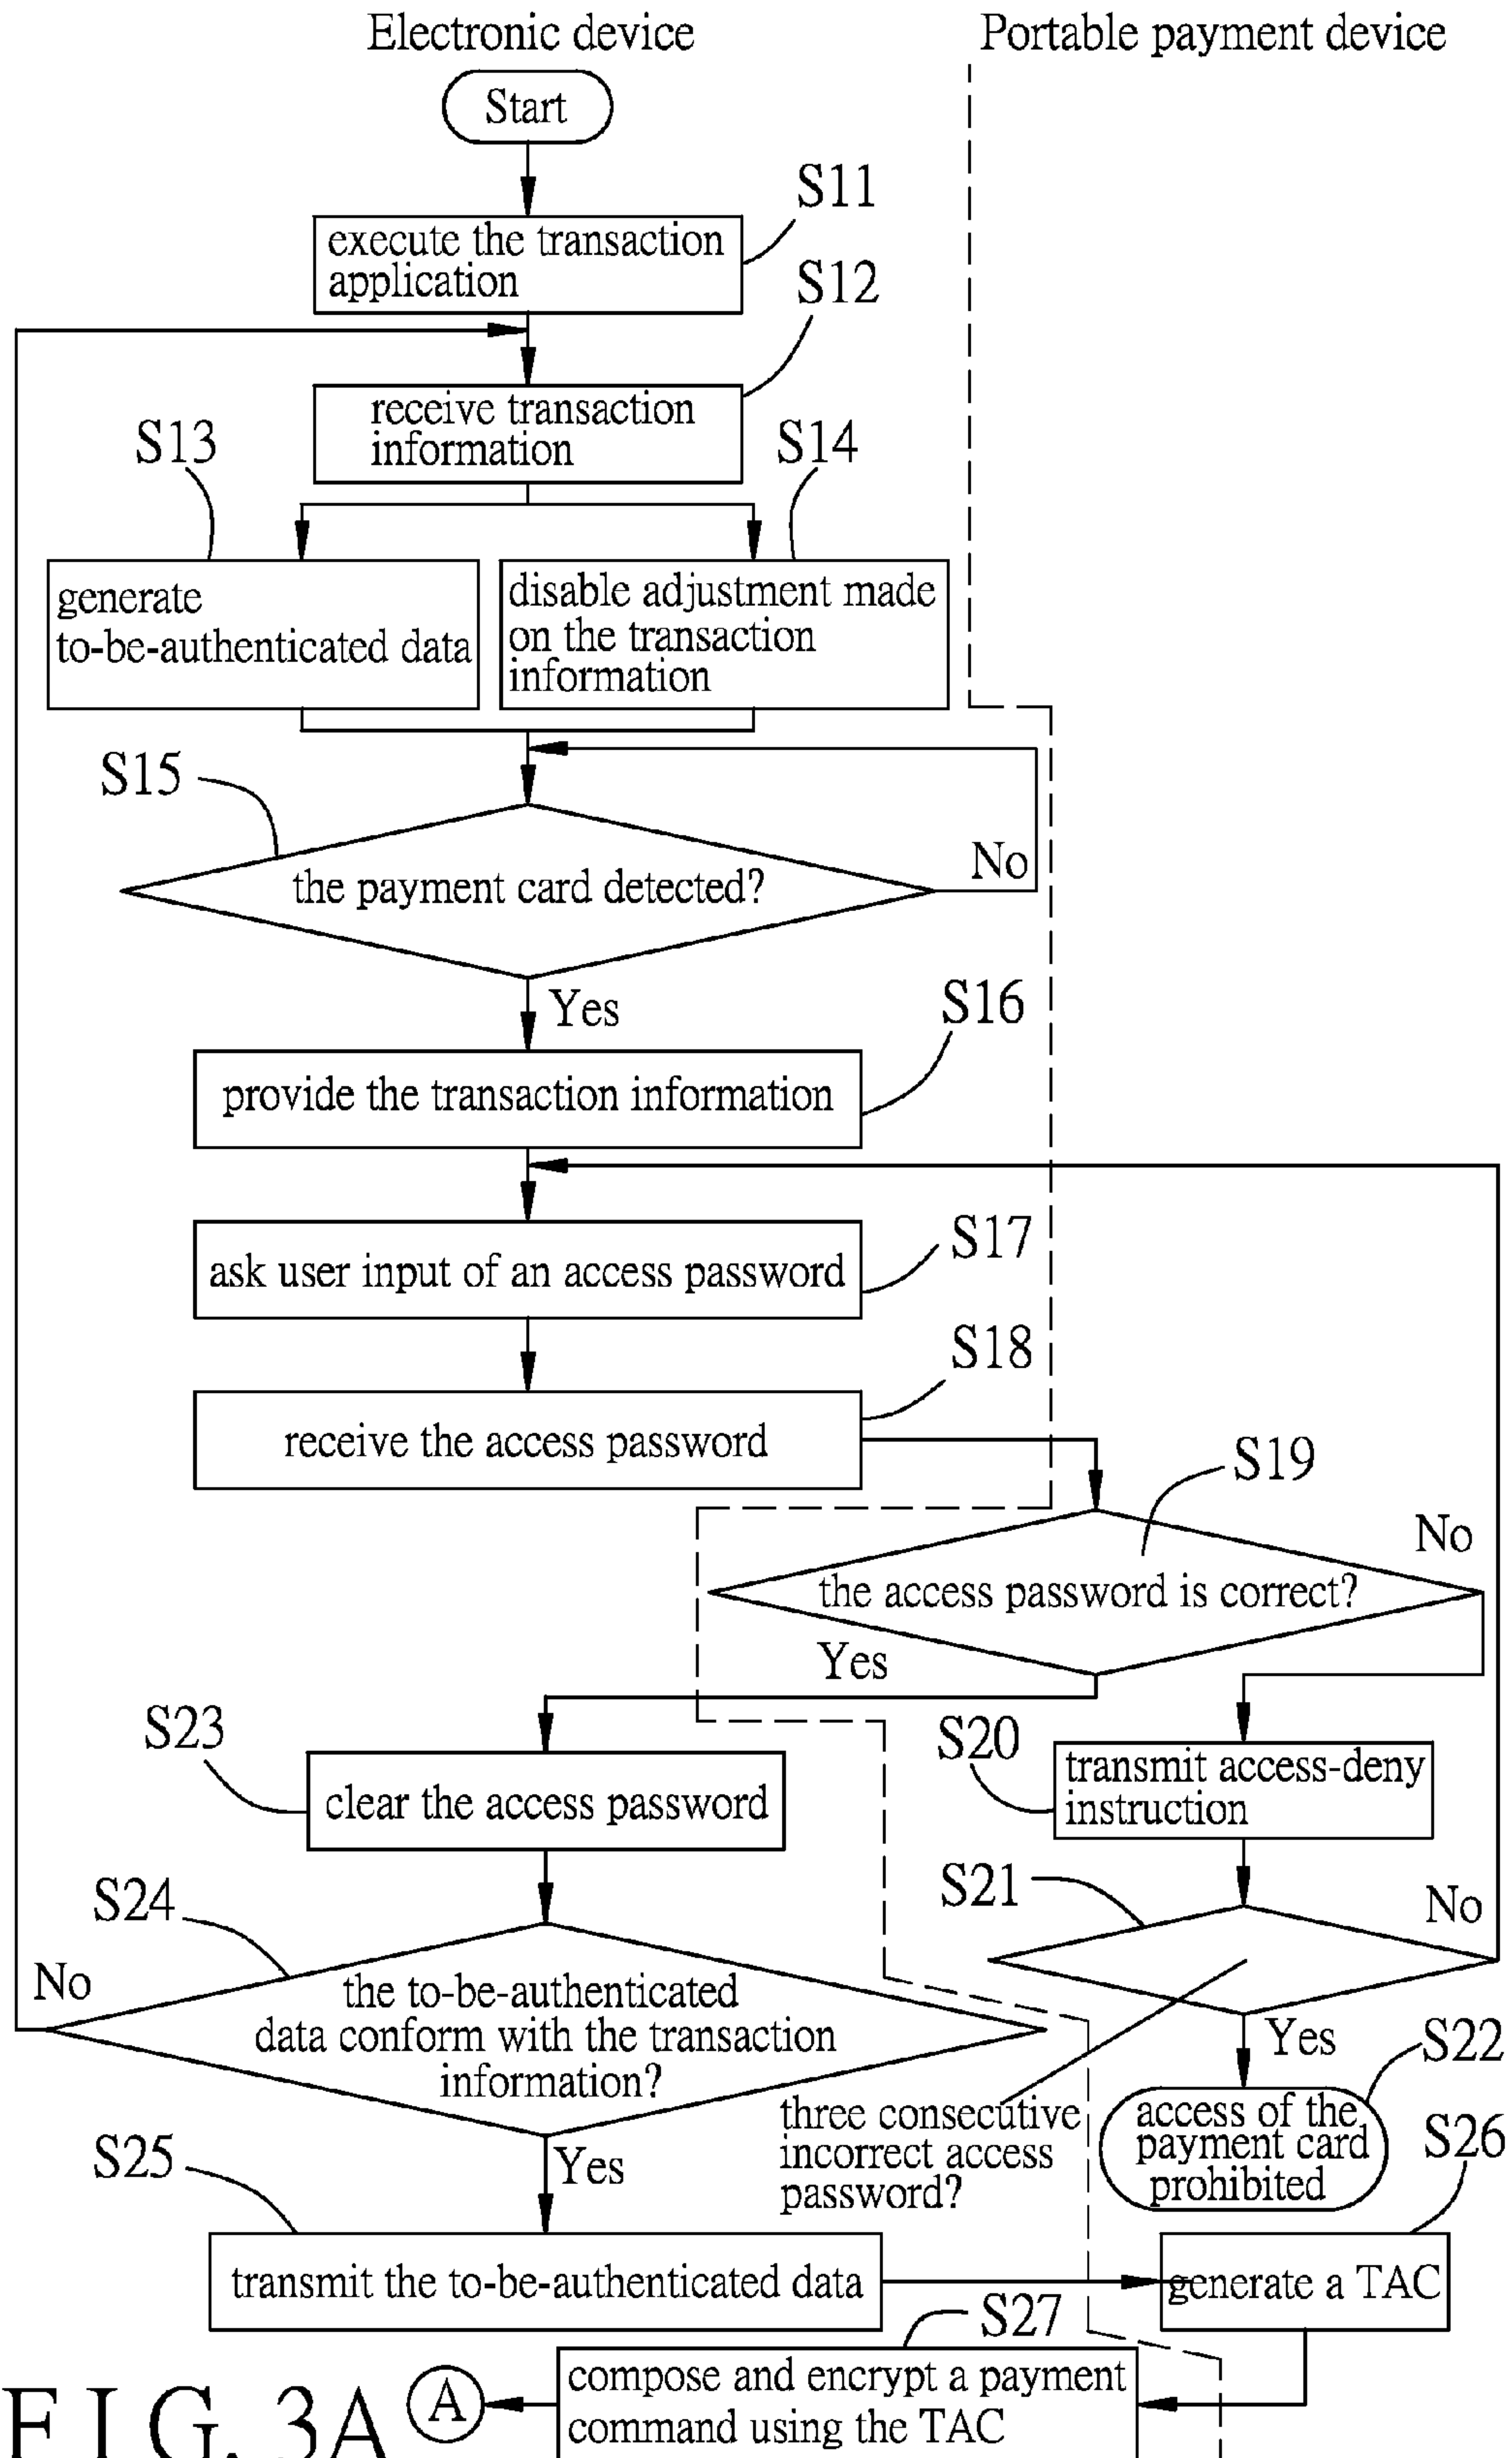 Electronic device
Portable payment device
Start
S11
execute the transaction
application
S12
receive transaction
information
S13
S14
generate
to-be-authenticated data
disable adjustment made
on the transaction
information
S15
the payment card detected?
No
Yes
S16
provide the transaction information
S17
ask user input of an access password
S18
receive the access password
S19
No
the access password is correct?
Yes
S23
clear the access password
S20
transmit access-deny
instruction
S24
S21
No
No
the to-be-authenticated
data conform with the transaction
information?
three consecutive
incorrect access
password?
Yes
S22
access of the
payment card
prohibited
S25
Yes
S26
transmit the to-be-authenticated data
generate a TAC
S27
compose and encrypt a payment
command using the TAC
A
FIG. 3A